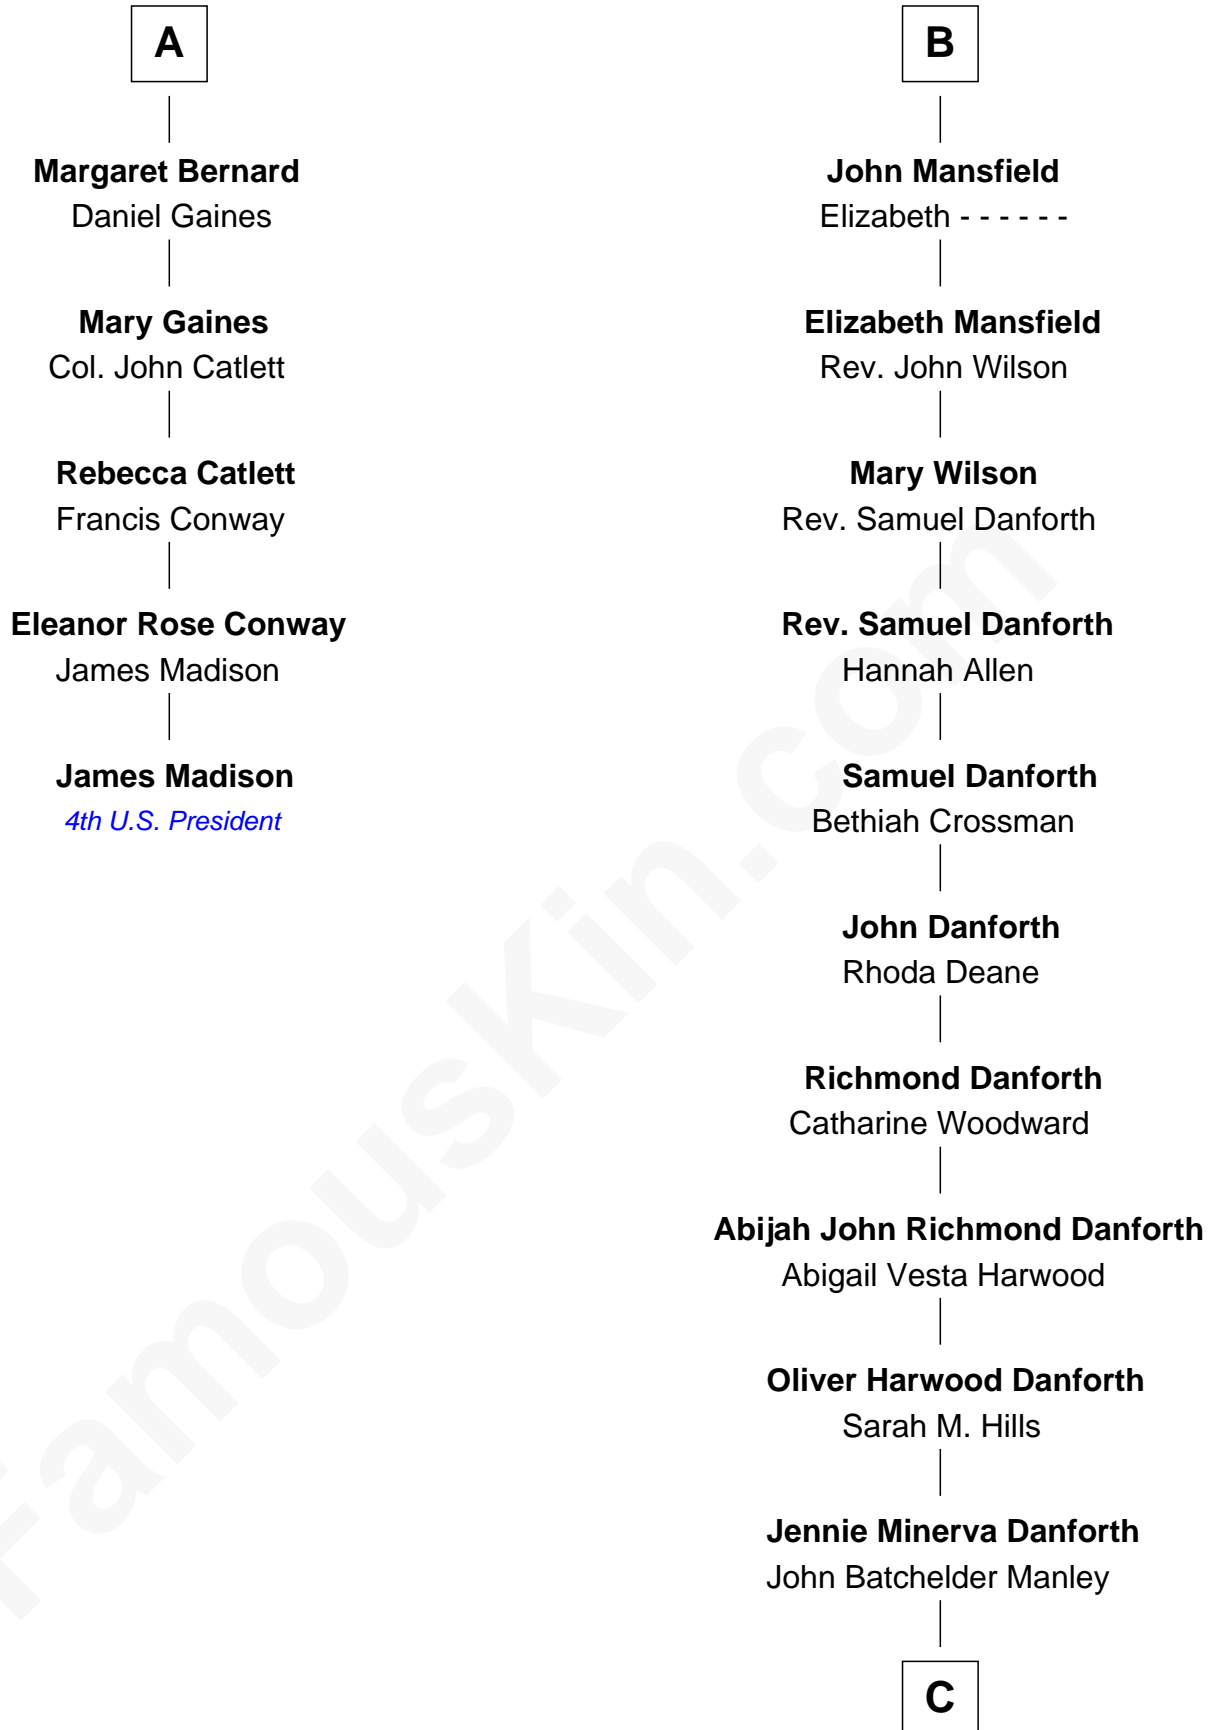 A
Margaret Bernard
Daniel Gaines
Mary Gaines
Col. John Catlett
Rebecca Catlett
Francis Conway
Eleanor Rose Conway
James Madison
James Madison
4th U.S. President
B
John Mansfield
Elizabeth - - - - - -
Elizabeth Mansfield
Rev. John Wilson
Mary Wilson
Rev. Samuel Danforth
Rev. Samuel Danforth
Hannah Allen
Samuel Danforth
Bethiah Crossman
John Danforth
Rhoda Deane
Richmond Danforth
Catharine Woodward
Abijah John Richmond Danforth
Abigail Vesta Harwood
Oliver Harwood Danforth
Sarah M. Hills
Jennie Minerva Danforth
John Batchelder Manley
C
FamousKin.com